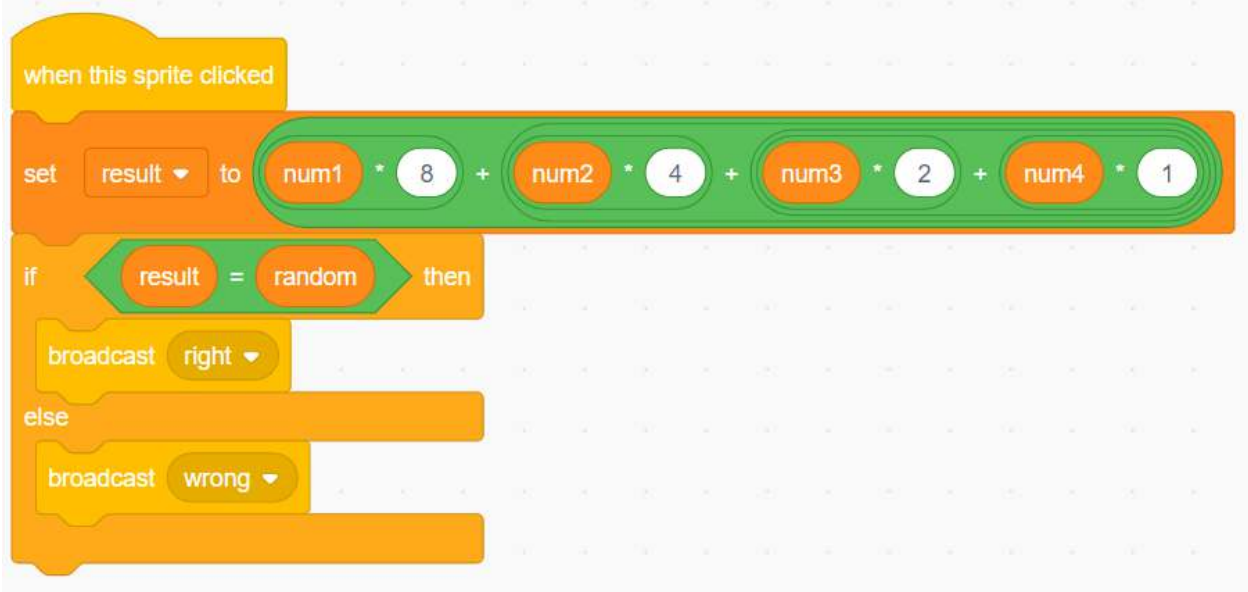 when this sprite clicked
set result to num1 * 8 + num2 * 4 + num3 * 2 + num4 * 1
if result = random then
broadcast right
else
broadcast wrong